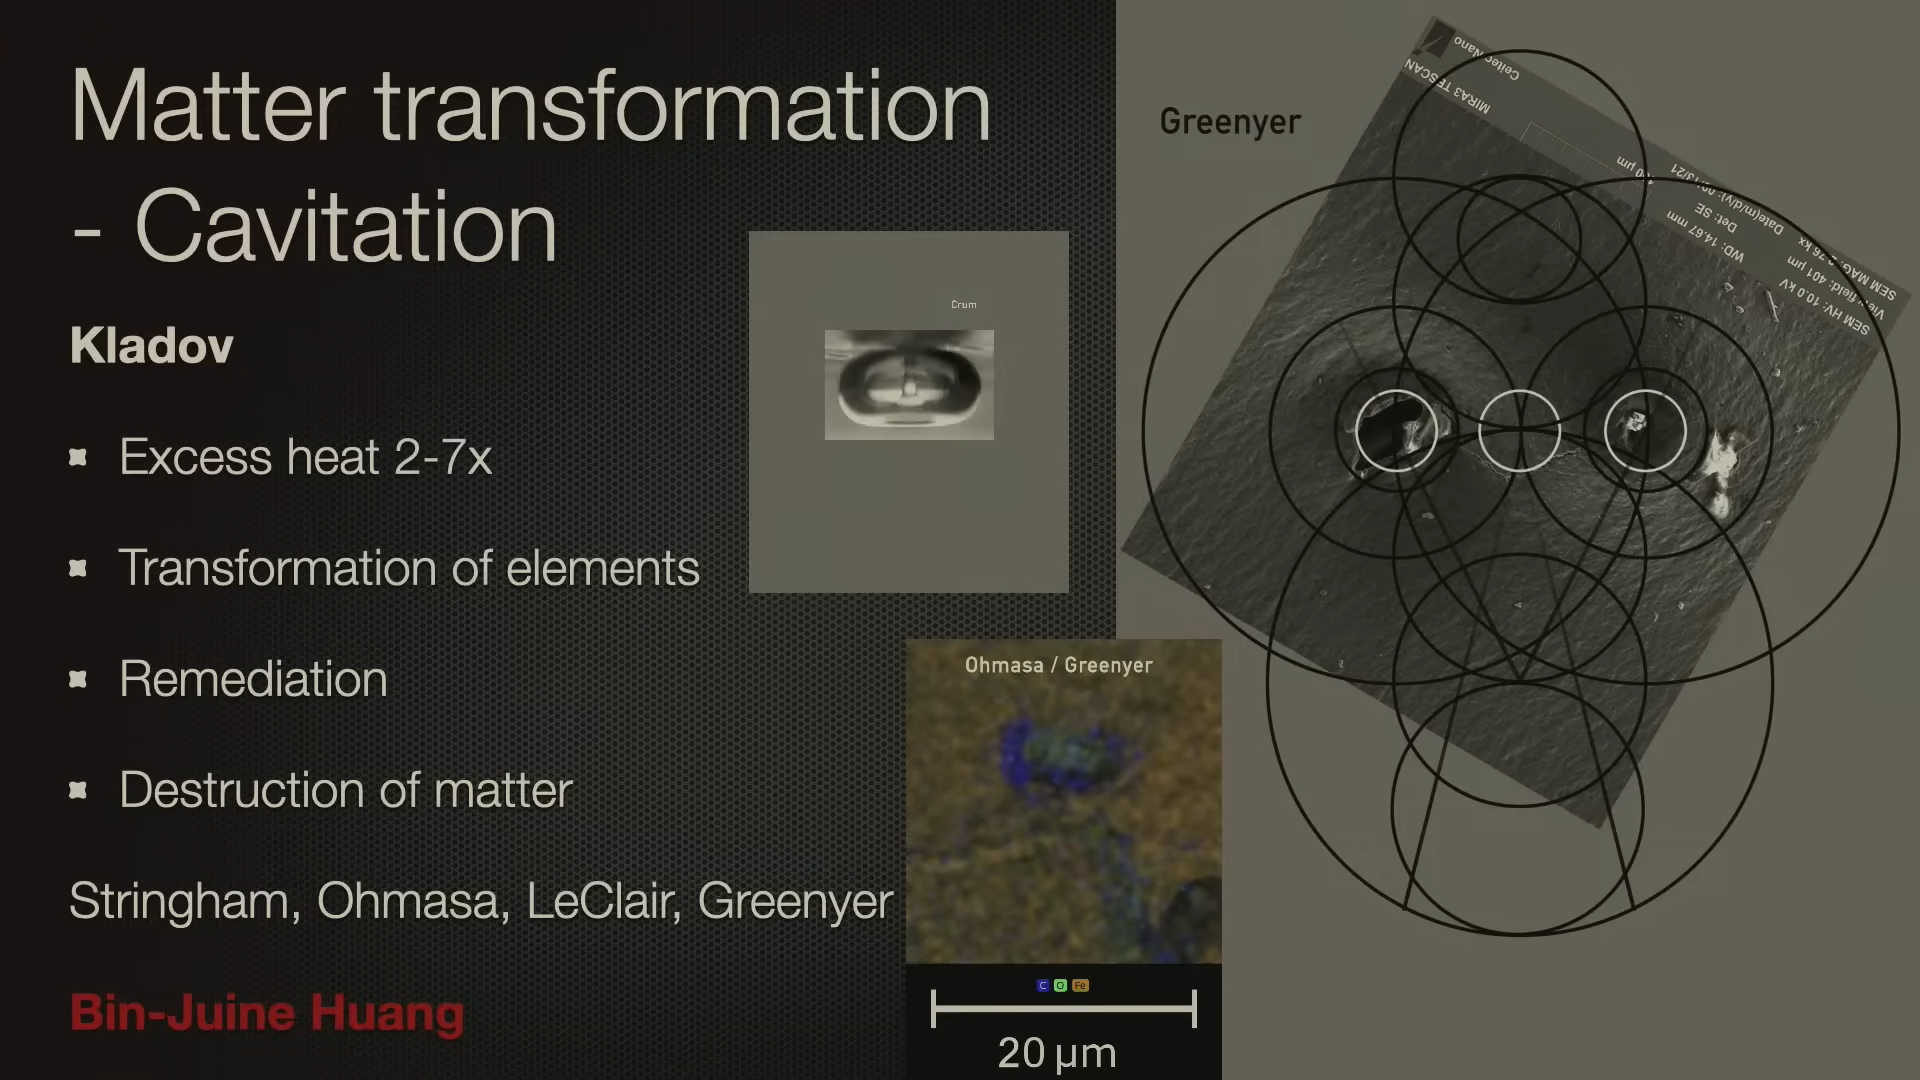 Matter transformation
- Cavitation
Kladov
Excess heat 2-7x
Transformation of elements
Remediation
Destruction of matter
Stringham, Ohmasa, LeClair, Greenyer
Bin-Juine Huang
Crum
Ohmasa / Greenyer
C O Fe
20 µm
Greenyer
SEM HV: 10.0 kV
WD: 14.67 mm
MIRA3 TESCAN
View field: 401 µm
Det: SE
SEM MAG:
Date(m/d/y):
Ceitec Nano